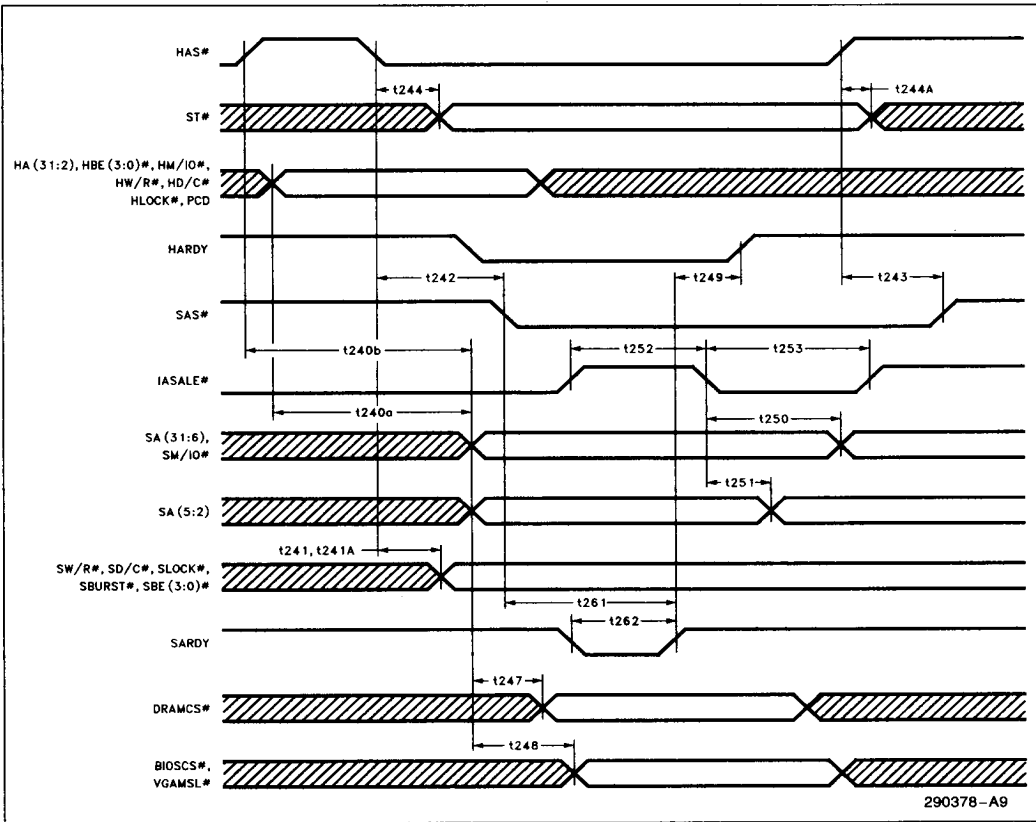 HAS#
t244
t244A
ST#
HA (31:2), HBE (3:0)#, HM/IO#,
HW/R#, HD/C#
HLOCK#, PCD
HARDY
t242
t249
t243
SAS#
t240b
t252
t253
IASALE#
t240a
t250
SA (31:6),
SM/IO#
t251
SA (5:2)
t241, t241A
SW/R#, SD/C#, SLOCK#,
SBURST#, SBE (3:0)#
t261
t262
SARDY
t247
DRAMCS#
t248
BIOSCS#,
VGAMSL#
290378-A9